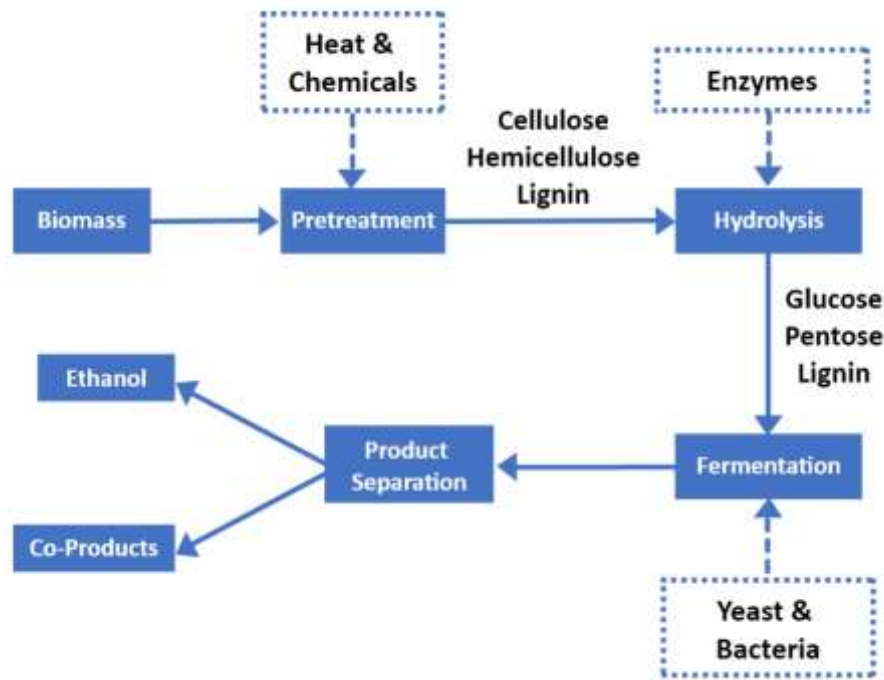 Heat &
Chemicals
Enzymes
Cellulose
Hemicellulose
Lignin
Biomass
Pretreatment
Hydrolysis
Glucose
Pentose
Lignin
Ethanol
Product
Separation
Fermentation
Co-Products
Yeast &
Bacteria